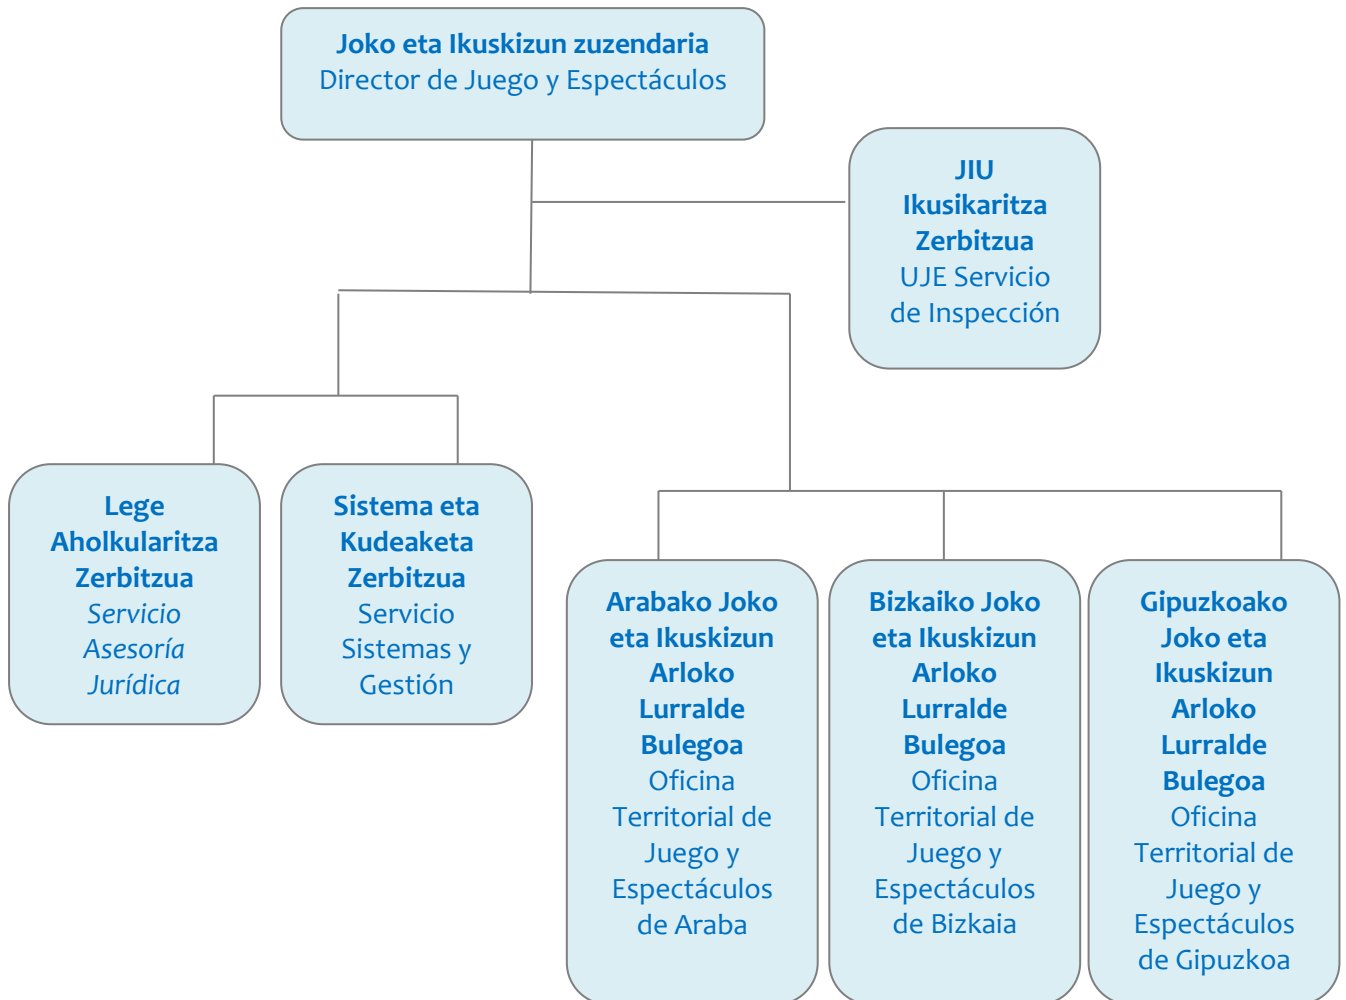 Joko eta Ikuskizun zuzendaria
Director de Juego y Espectáculos
JIU
Ikusikaritza
Zerbitzua
UJE Servicio
de Inspección
Lege
Aholkularitza
Zerbitzua
Servicio
Asesoría
Jurídica
Sistema eta
Kudeaketa
Zerbitzua
Servicio
Sistemas y
Gestión
Arabako Joko
eta Ikuskizun
Arloko
Lurralde
Bulegoa
Oficina
Territorial de
Juego y
Espectáculos
de Araba
Bizkaiko Joko
eta Ikuskizun
Arloko
Lurralde
Bulegoa
Oficina
Territorial de
Juego y
Espectáculos
de Bizkaia
Gipuzkoako
Joko eta
Ikuskizun
Arloko
Lurralde
Bulegoa
Oficina
Territorial de
Juego y
Espectáculos
de Gipuzkoa